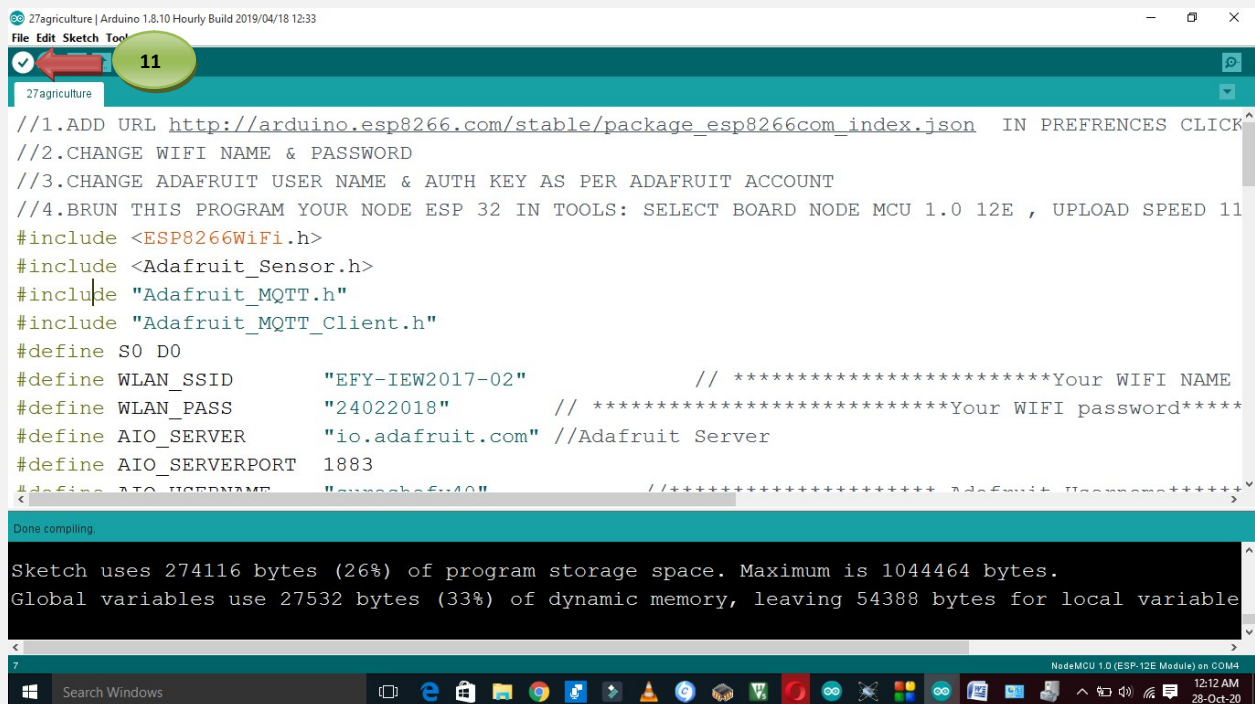 27agriculture | Arduino 1.8.10 Hourly Build 2019/04/18 12:33
File Edit Sketch
11
27agriculture
//1.ADD URL http://arduino.esp8266.com/stable/package_esp8266com_index.json IN PREFRENCES CLICK
//2.CHANGE WIFI NAME & PASSWORD
//3.CHANGE ADAFRUIT USER NAME & AUTH KEY AS PER ADAFRUIT ACCOUNT
//4.BRUN THIS PROGRAM YOUR NODE ESP 32 IN TOOLS: SELECT BOARD NODE MCU 1.0 12E , UPLOAD SPEED 11
#include <ESP8266WiFi.h>
#include <Adafruit_Sensor.h>
#include "Adafruit_MQTT.h"
#include "Adafruit_MQTT_Client.h"
#define S0 D0
#define WLAN_SSID "EFY-IEW2017-02" // *************************Your WIFI NAME
#define WLAN_PASS "24022018" // ****************************Your WIFI password*****
#define AIO_SERVER "io.adafruit.com" //Adafruit Server
#define AIO_SERVERPORT 1883
#define AIO_USERNAME //********************* Adafruit Username******
Done compiling.
Sketch uses 274116 bytes (26%) of program storage space. Maximum is 1044464 bytes.
Global variables use 27532 bytes (33%) of dynamic memory, leaving 54388 bytes for local variable
7
NodeMCU 1.0 (ESP-12E Module) on COM4
Search Windows
12:12 AM
28-Oct-20